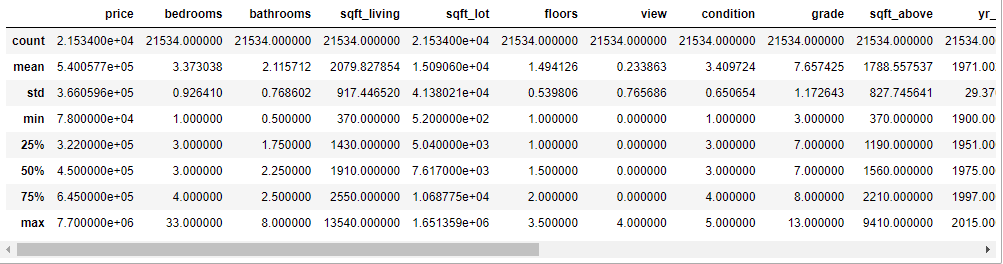 price bedrooms bathrooms sqft_living sqft_lot floors view condition grade sqft_above yr_
count 2.153400e+04 21534.000000 21534.000000 21534.000000 2.153400e+04 21534.000000 21534.000000 21534.000000 21534.000000 21534.000000 21534.00
mean 5.400577e+05 3.373038 2.115712 2079.827854 1.509060e+04 1.494126 0.233863 3.409724 7.657425 1788.557537 1971.00
std 3.660596e+05 0.926410 0.768602 917.446520 4.138021e+04 0.539806 0.765686 0.650654 1.172643 827.745641 29.37
min 7.800000e+04 1.000000 0.500000 370.000000 5.200000e+02 1.000000 0.000000 1.000000 3.000000 370.000000 1900.00
25% 3.220000e+05 3.000000 1.750000 1430.000000 5.040000e+03 1.000000 0.000000 3.000000 7.000000 1190.000000 1951.00
50% 4.500000e+05 3.000000 2.250000 1910.000000 7.617000e+03 1.500000 0.000000 3.000000 7.000000 1560.000000 1975.00
75% 6.450000e+05 4.000000 2.500000 2550.000000 1.068775e+04 2.000000 0.000000 4.000000 8.000000 2210.000000 1997.00
max 7.700000e+06 33.000000 8.000000 13540.000000 1.651359e+06 3.500000 4.000000 5.000000 13.000000 9410.000000 2015.00